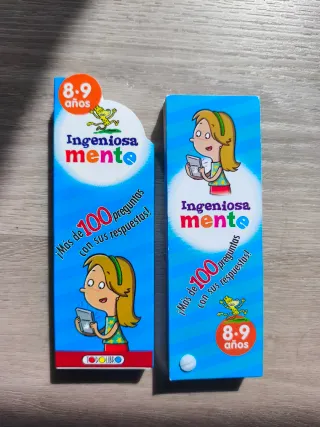 8-9
años
Ingeniosa
mente
¡Más de 100 preguntas
con sus respuestas!
TODOLIBRO
Ingeniosa
mente
¡Más de 100 preguntas
con sus respuestas!
8-9
años